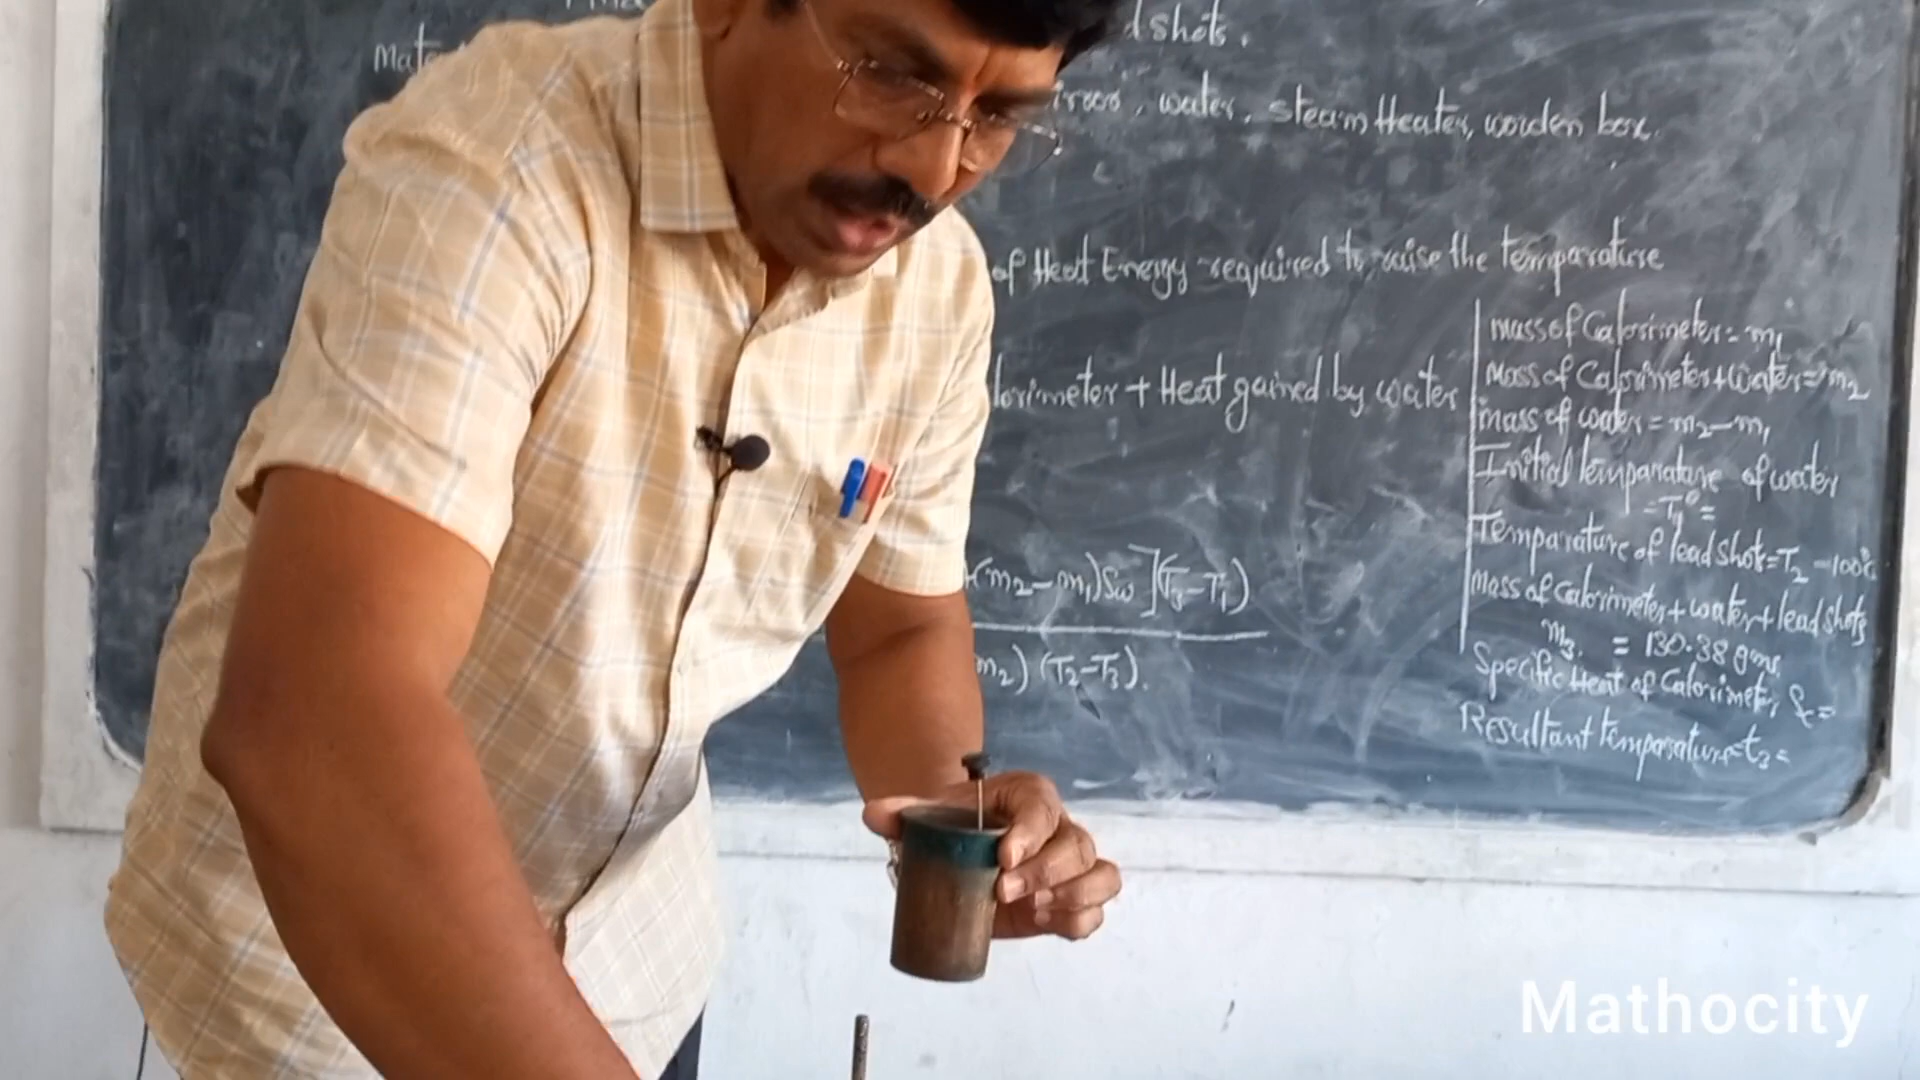 d shots.
water, steam Heater, wooden box.
of Heat Energy required to raise the temparature
lorimeter + Heat gained by water
(m₂-m₁)Sw](T₃-T₁)
m₂) (T₂-T₃).
mass of Calorimeter = m₁
Mass of Calorimeter + Water = m₂
mass of water = m₂-m₁
Initial temparature of water
=T₁° =
Temparature of lead shots = T₂ - 100°c
Mass of Calorimeter + water + lead shots
m₃. = 130.38 gms
Specific Heat of Calorimeter, Sc =
Resultant temparature t₃ =
Mathocity